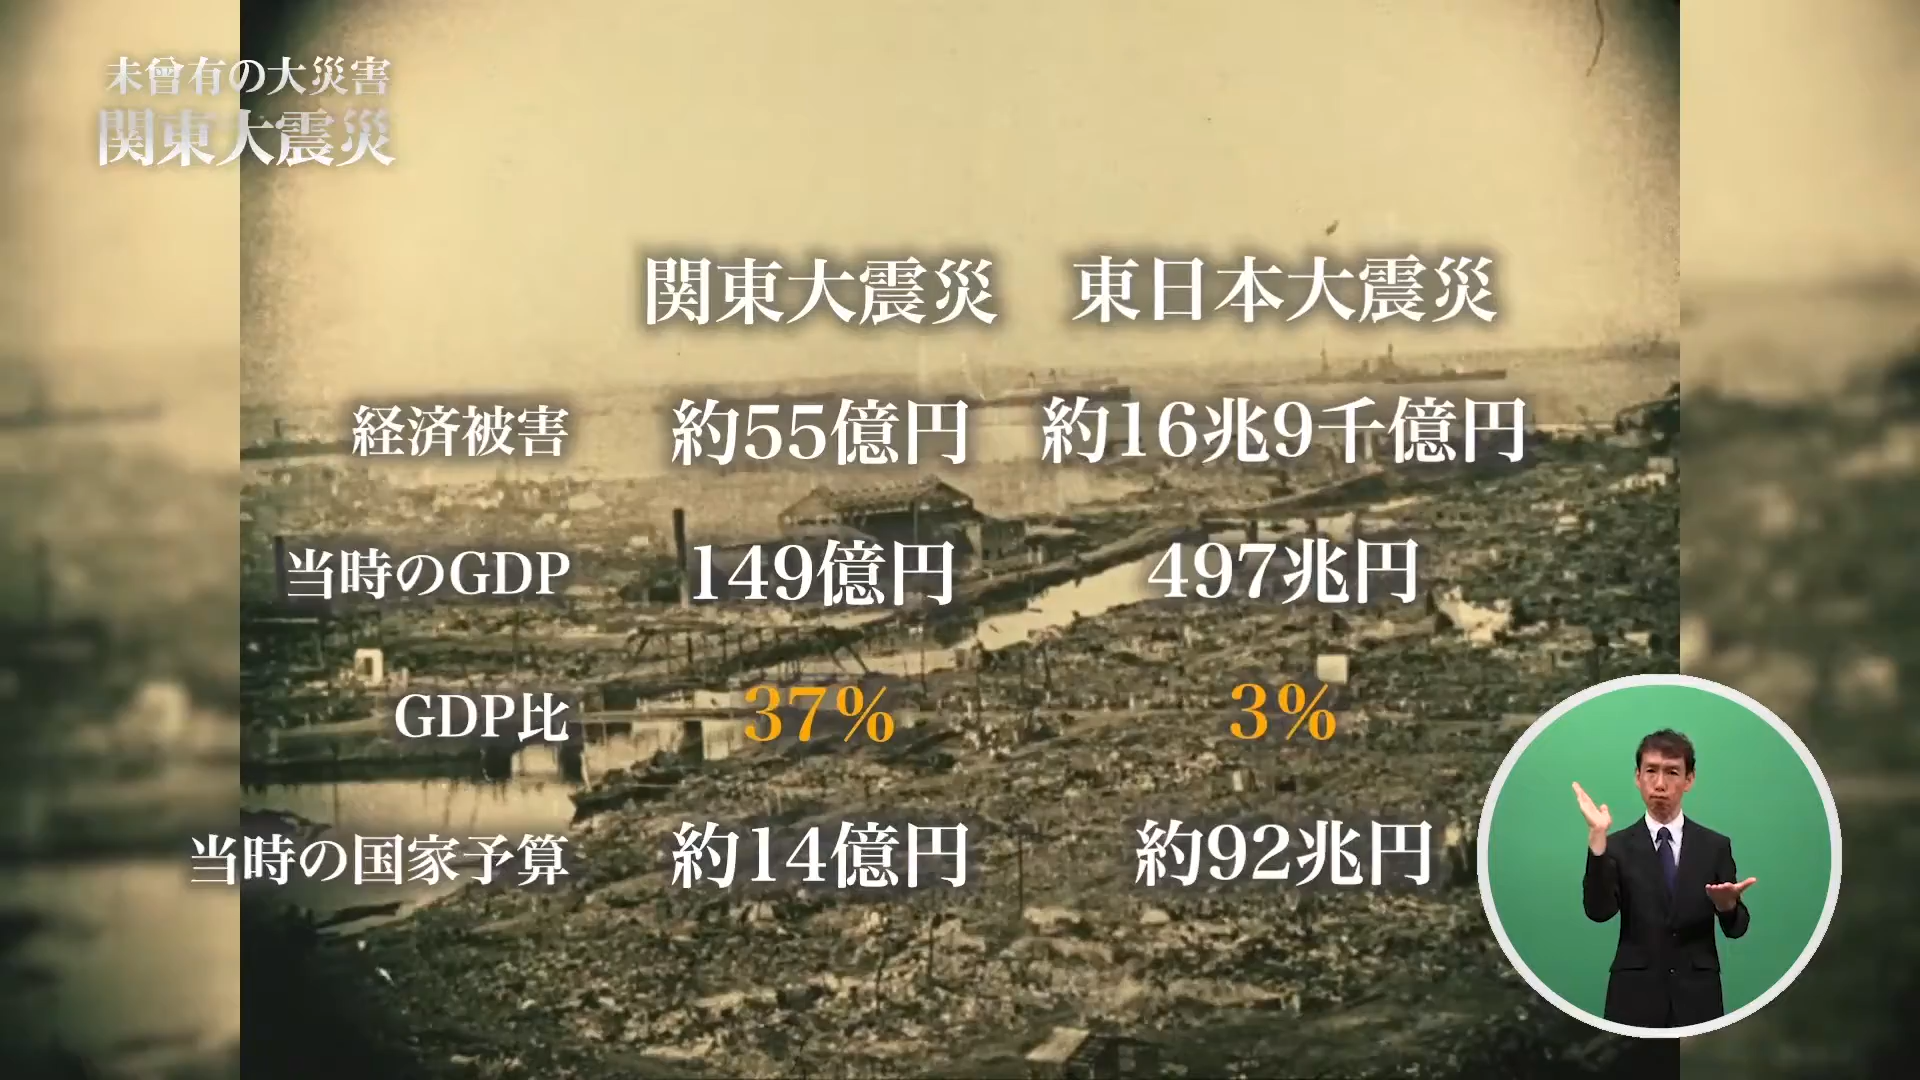 未曾有の大災害
関東大震災
関東大震災 東日本大震災
経済被害 約55億円 約16兆9千億円
当時のGDP 149億円 497兆円
GDP比 37% 3%
当時の国家予算 約14億円 約92兆円